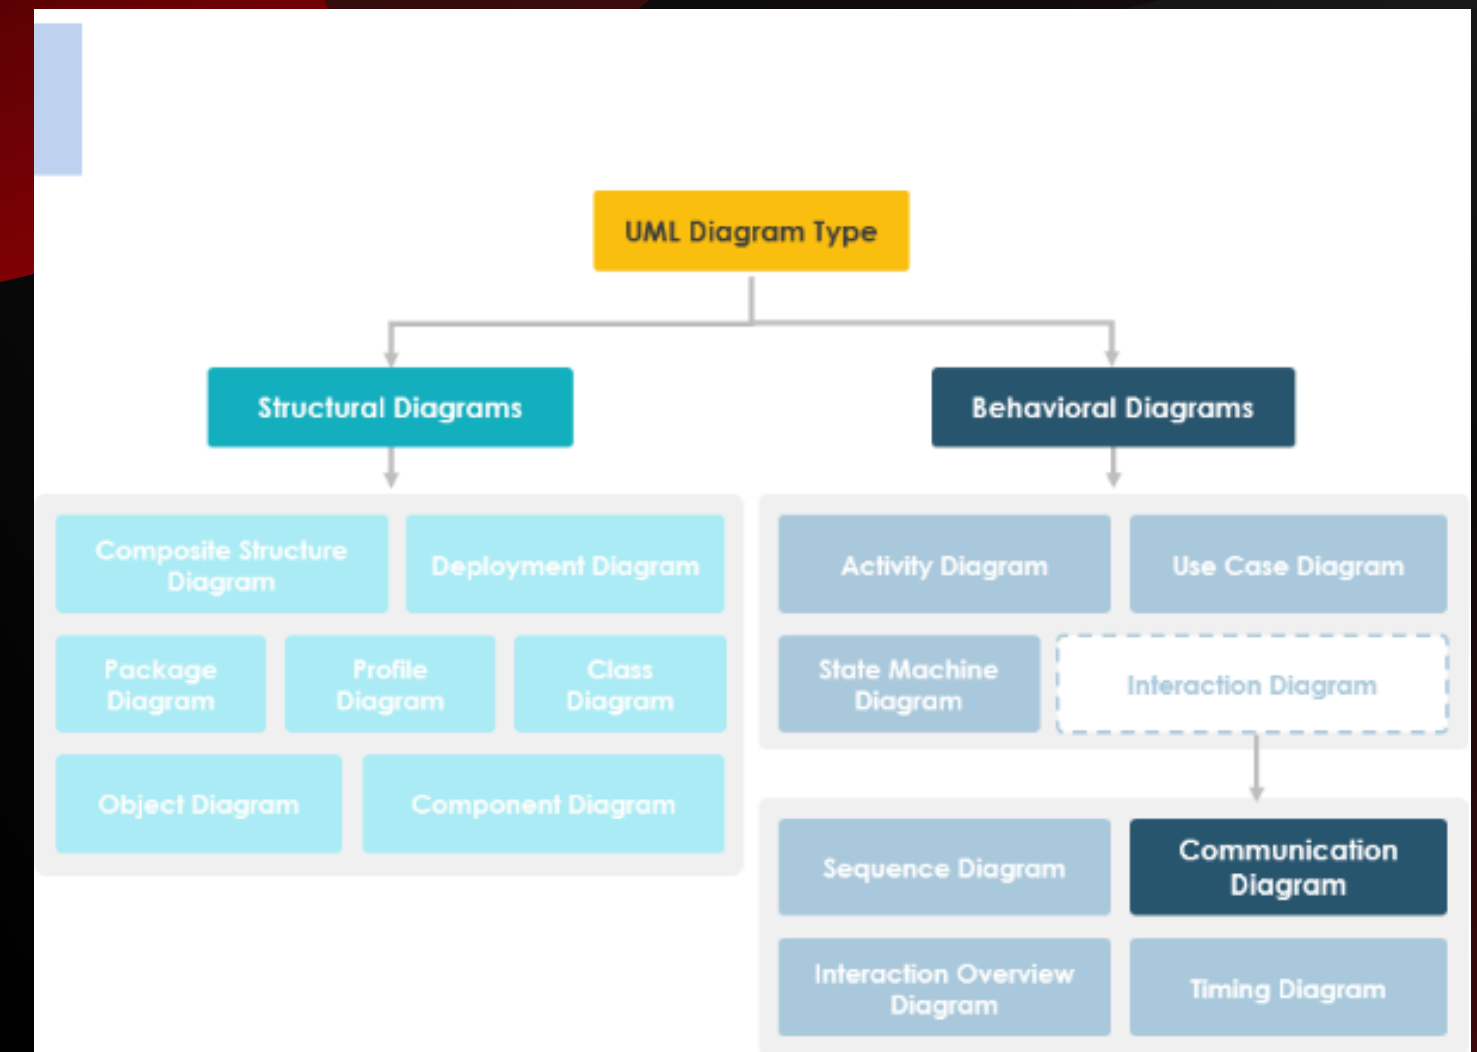 UML Diagram Type
Structural Diagrams
Behavioral Diagrams
Composite Structure
Diagram
Deployment Diagram
Package
Diagram
Profile
Diagram
Class
Diagram
Object Diagram
Component Diagram
Activity Diagram
Use Case Diagram
State Machine
Diagram
Interaction Diagram
Sequence Diagram
Communication
Diagram
Interaction Overview
Diagram
Timing Diagram